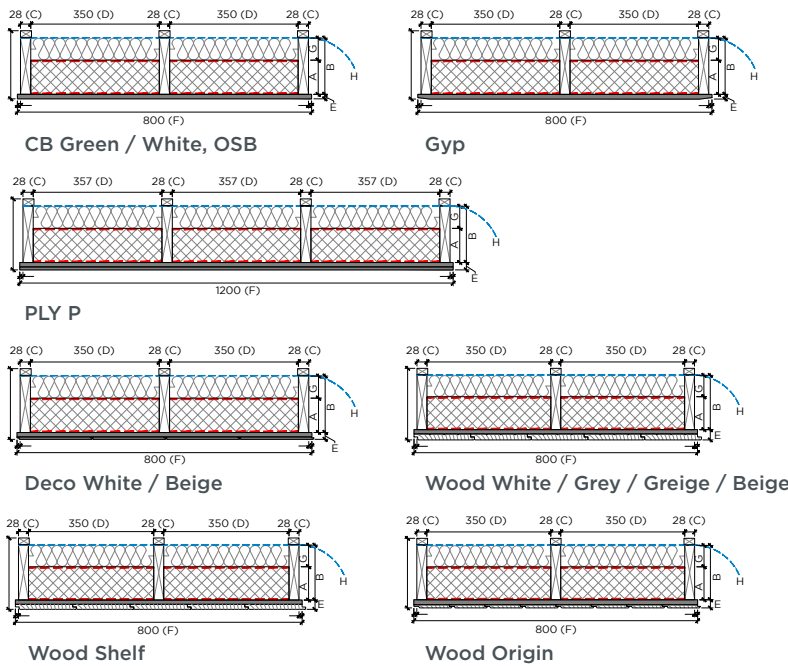 28 (C) 350 (D) 28 (C) 350 (D) 28 (C)
G
A
B
H
E
800 (F)
CB Green / White, OSB
28 (C) 350 (D) 28 (C) 350 (D) 28 (C)
G
A
B
H
E
800 (F)
Gyp
28 (C) 357 (D) 28 (C) 357 (D) 28 (C) 357 (D) 28 (C)
G
A
B
H
E
1200 (F)
PLY P
28 (C) 350 (D) 28 (C) 350 (D) 28 (C)
G
A
B
H
E
800 (F)
Deco White / Beige
28 (C) 350 (D) 28 (C) 350 (D) 28 (C)
G
A
B
H
E
800 (F)
Wood White / Grey / Greige / Beige
28 (C) 350 (D) 28 (C) 350 (D) 28 (C)
G
A
B
H
E
800 (F)
Wood Shelf
28 (C) 350 (D) 28 (C) 350 (D) 28 (C)
G
A
B
H
E
800 (F)
Wood Origin